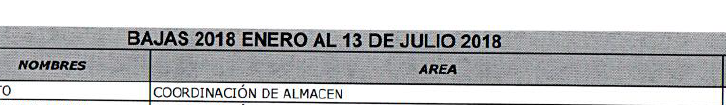 BAJAS 2018 ENERO AL 13 DE JULIO 2018
NOMBRES AREA
TO COORDINACIÓN DE ALMACEN